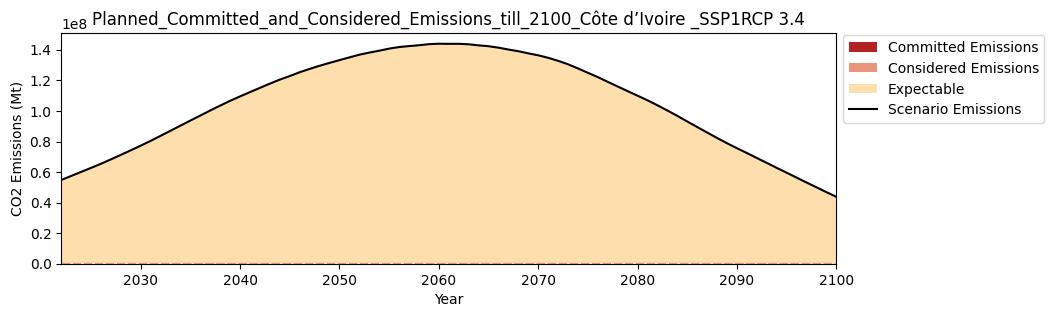 Planned_Committed_and_Considered_Emissions_till_2100_Côte d’Ivoire _SSP1RCP 3.4
1e8
1.4
1.2
1.0
0.8
0.6
0.4
0.2
0.0
CO2 Emissions (Mt)
2030 2040 2050 2060 2070 2080 2090 2100
Year
Committed Emissions
Considered Emissions
Expectable
Scenario Emissions